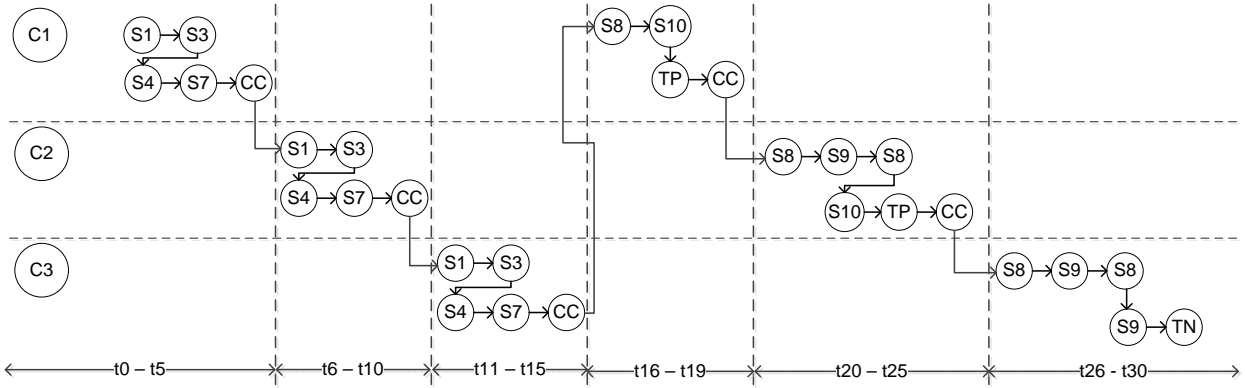 C1
S1 S3
S4 S7 CC
S8 S10
TP CC
C2
S1 S3
S4 S7 CC
S8 S9 S8
S10 TP CC
C3
S1 S3
S4 S7 CC
S8 S9 S8
S9 TN
t0 – t5 t6 – t10 t11 – t15 t16 – t19 t20 – t25 t26 - t30